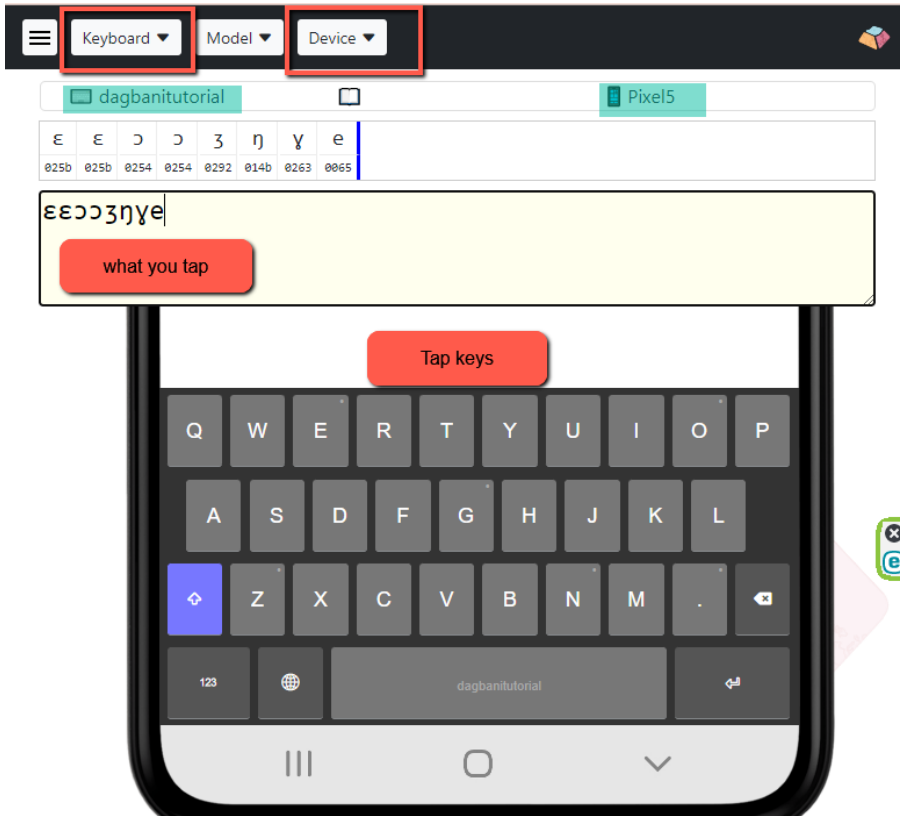 Keyboard Model Device
dagbanitutorial Pixel5
ɛ ɛ ɔ ɔ ʒ ŋ ɣ e
025b 025b 0254 0254 0292 014b 0263 0065
ɛɛɔɔʒŋɣe
what you tap
Tap keys
Q W E R T Y U I O P
A S D F G H J K L
Z X C V B N M .
123 dagbanitutorial